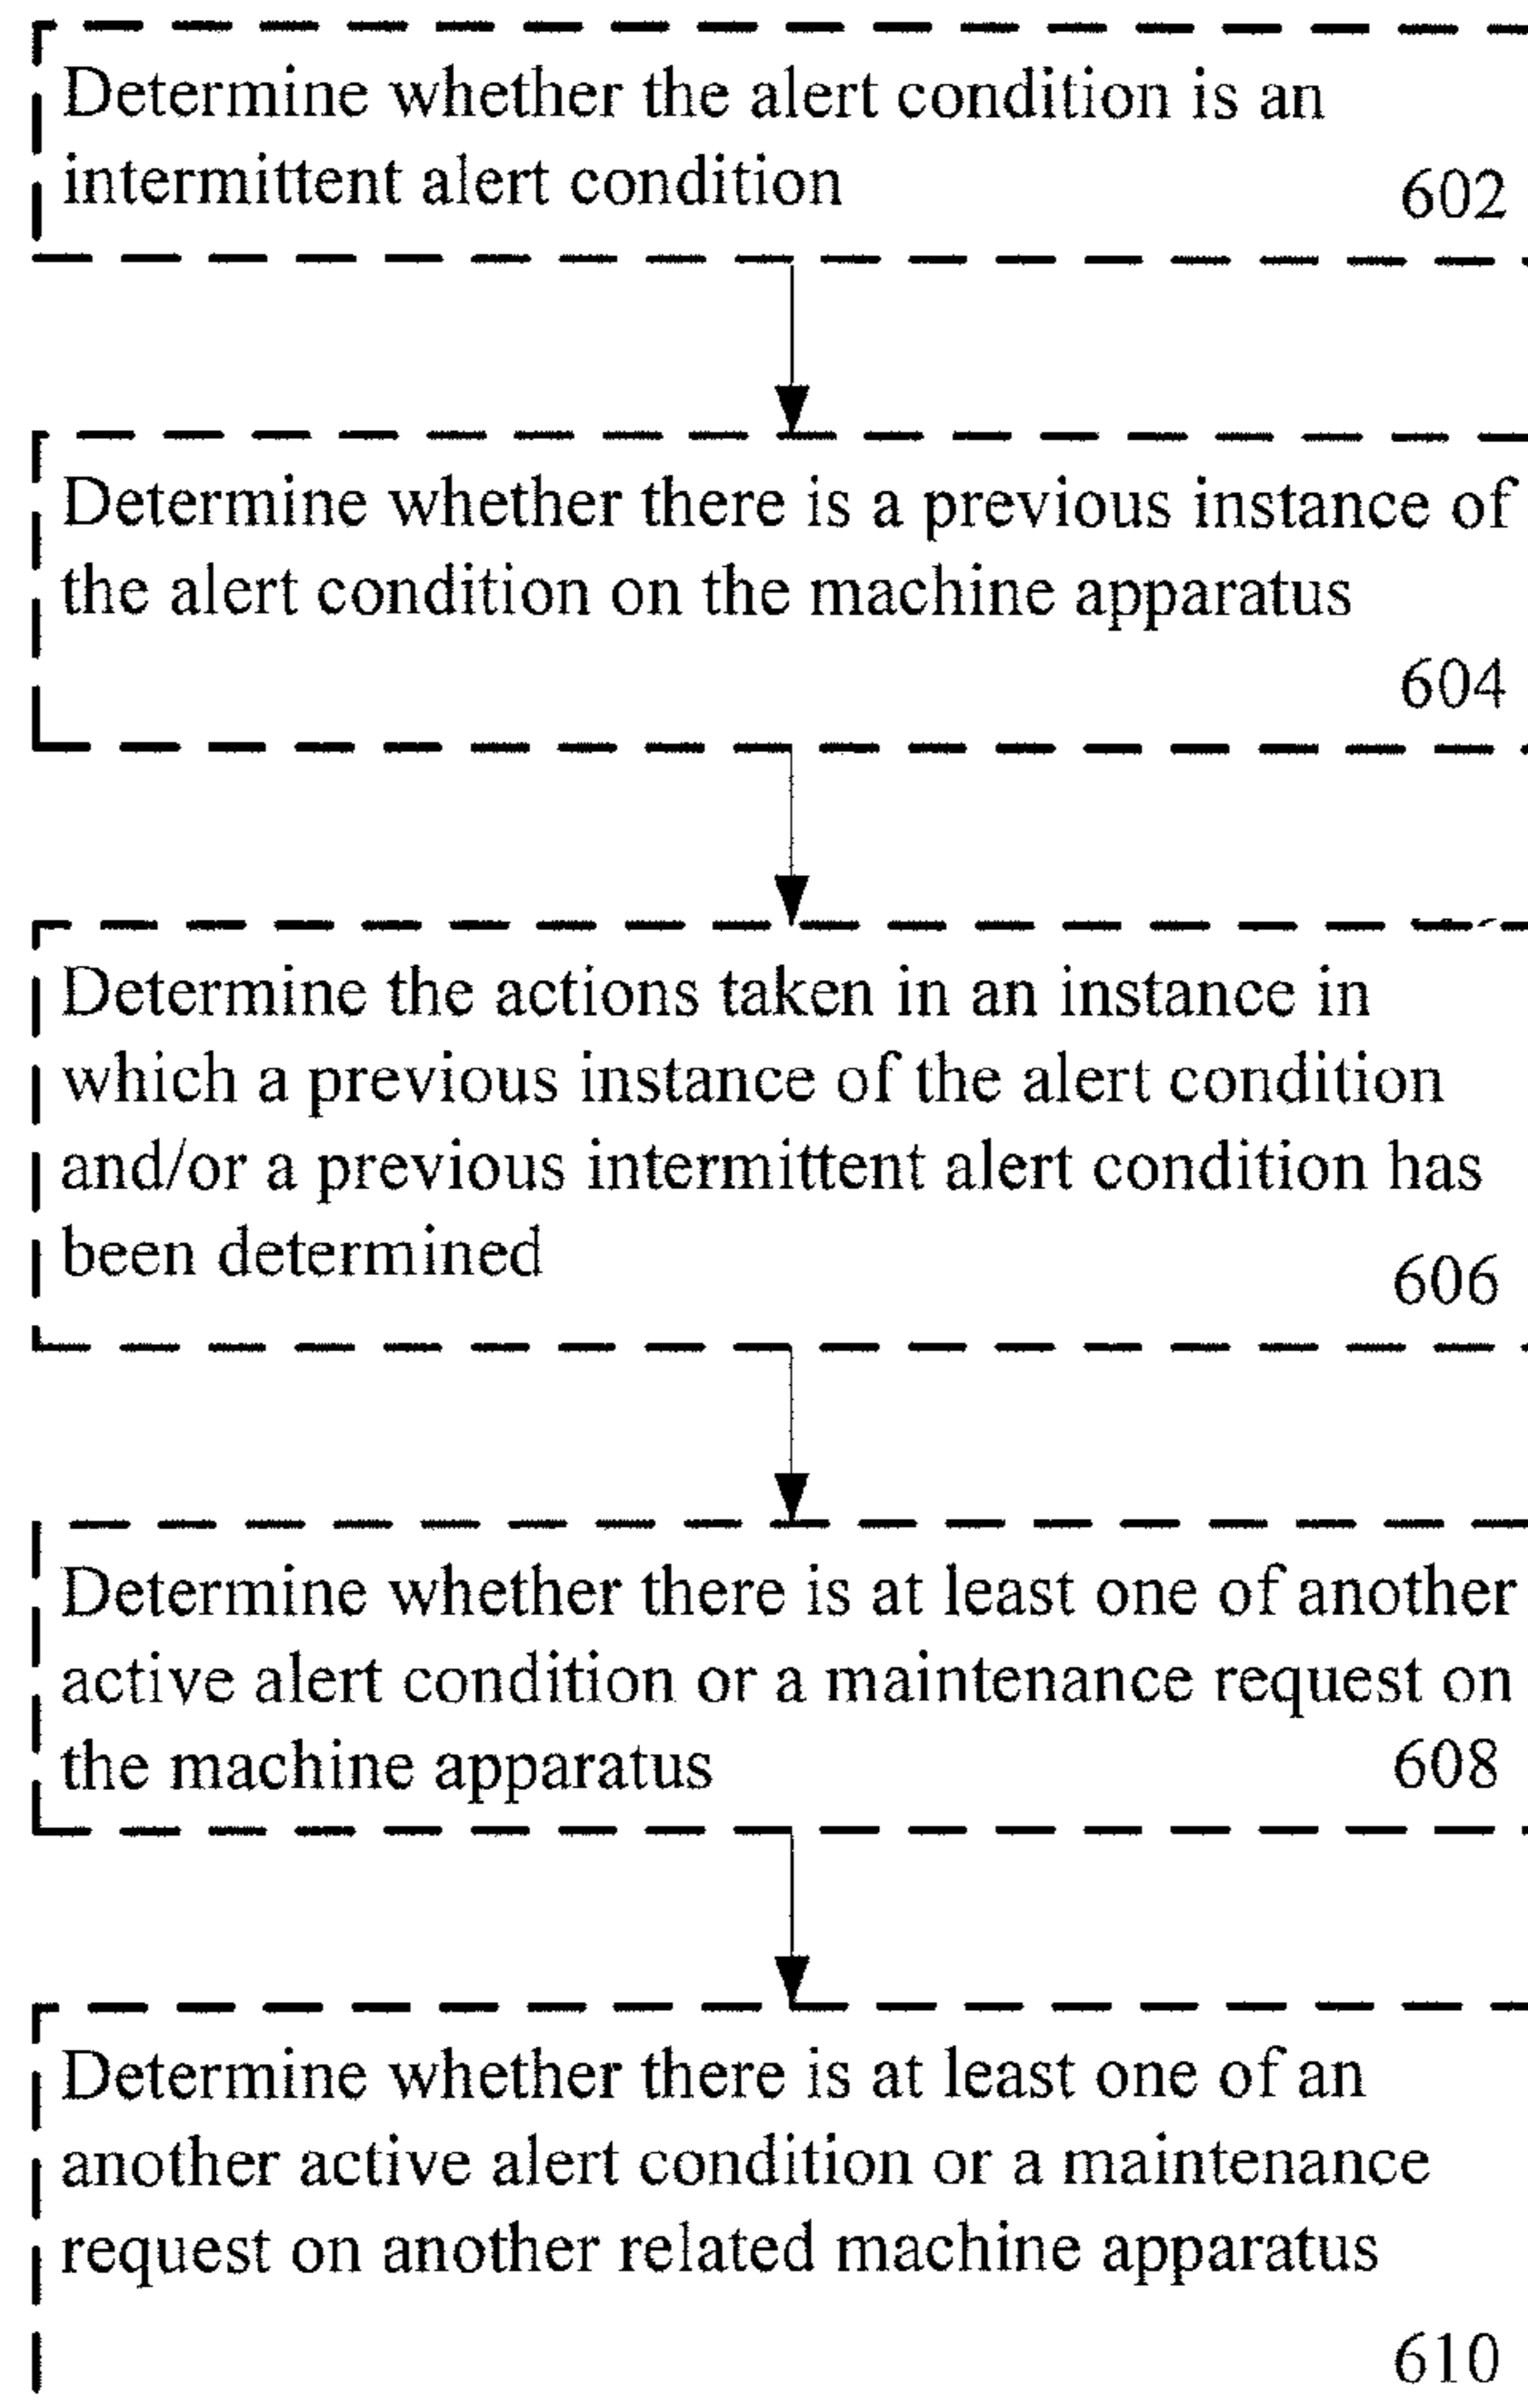 Determine whether the alert condition is an
intermittent alert condition
602
Determine whether there is a previous instance of
the alert condition on the machine apparatus
604
Determine the actions taken in an instance in
which a previous instance of the alert condition
and/or a previous intermittent alert condition has
been determined
606
Determine whether there is at least one of another
active alert condition or a maintenance request on
the machine apparatus
608
Determine whether there is at least one of an
another active alert condition or a maintenance
request on another related machine apparatus
610